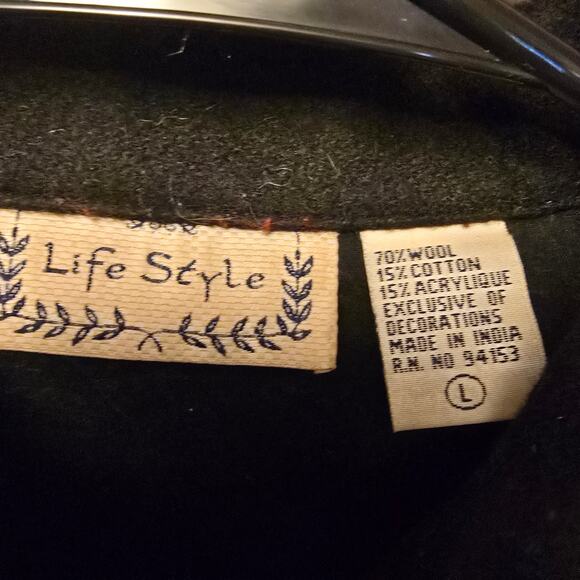 Life Style
70% WOOL
15% COTTON
15% ACRYLIQUE
EXCLUSIVE OF
DECORATIONS
MADE IN INDIA
R.N. NO 94153
L